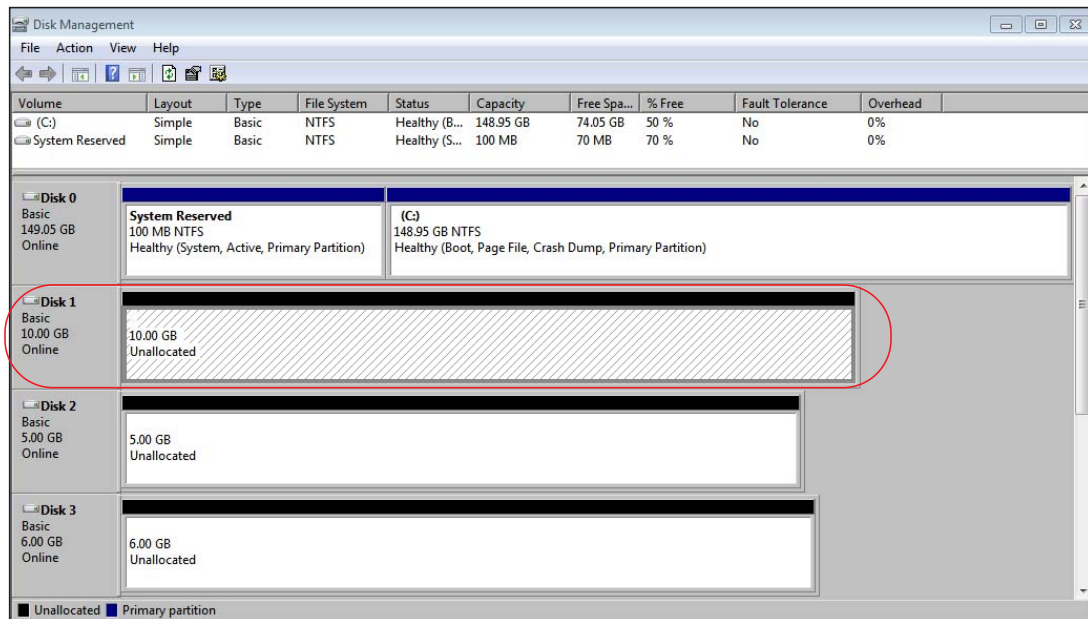 Disk Management
File Action View Help
Volume Layout Type File System Status Capacity Free Spa... % Free Fault Tolerance Overhead
(C:) Simple Basic NTFS Healthy (B... 148.95 GB 74.05 GB 50 % No 0%
System Reserved Simple Basic NTFS Healthy (S... 100 MB 70 MB 70 % No 0%
Disk 0
Basic
149.05 GB
Online
System Reserved
100 MB NTFS
Healthy (System, Active, Primary Partition)
(C:)
148.95 GB NTFS
Healthy (Boot, Page File, Crash Dump, Primary Partition)
Disk 1
Basic
10.00 GB
Online
10.00 GB
Unallocated
Disk 2
Basic
5.00 GB
Online
5.00 GB
Unallocated
Disk 3
Basic
6.00 GB
Online
6.00 GB
Unallocated
Unallocated Primary partition